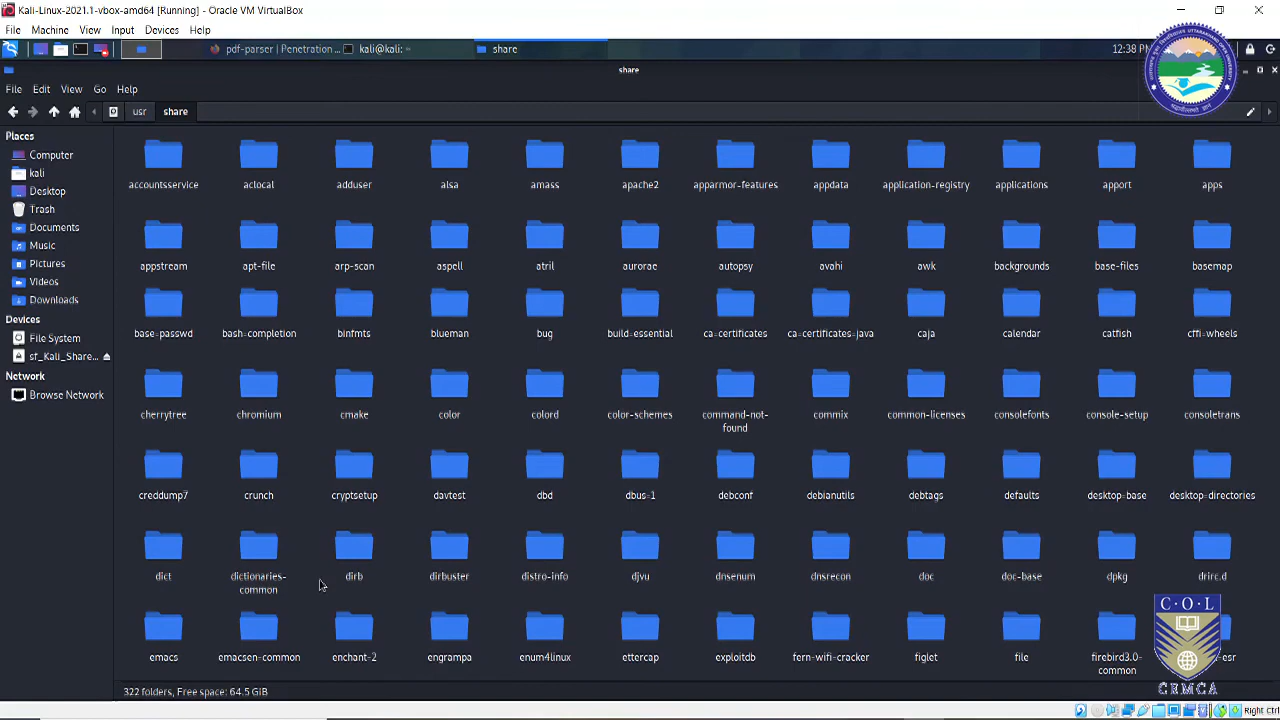 Kali-Linux-2021.1-vbox-amd64 [Running] - Oracle VM VirtualBox
File Machine View Input Devices Help
pdf-parser | Penetration ... kali@kali: ~ share 12:38 PM
share
File Edit View Go Help
usr share
Places
Computer
kali
Desktop
Trash
Documents
Music
Pictures
Videos
Downloads
Devices
File System
sf_Kali_Share...
Network
Browse Network
accountsservice aclocal adduser alsa amass apache2 apparmor-features appdata application-registry applications apport apps
appstream apt-file arp-scan aspell atril aurorae autopsy avahi awk backgrounds base-files basemap
base-passwd bash-completion binfmts blueman bug build-essential ca-certificates ca-certificates-java caja calendar catfish cffi-wheels
cherrytree chromium cmake color colord color-schemes command-not- commix common-licenses consolefonts console-setup consoletrans
found
creddump7 crunch cryptsetup davtest dbd dbus-1 debconf debianutils debtags defaults desktop-base desktop-directories
dict dictionaries- dirb dirbuster distro-info djvu dnsenum dnsrecon doc doc-base dpkg drirc.d
common
emacs emacsen-common enchant-2 engrampa enum4linux ettercap exploitdb fern-wifi-cracker figlet file firebird3.0- -esr
common
322 folders, Free space: 64.5 GiB
C·O·L
CRMCA
Right Ctrl